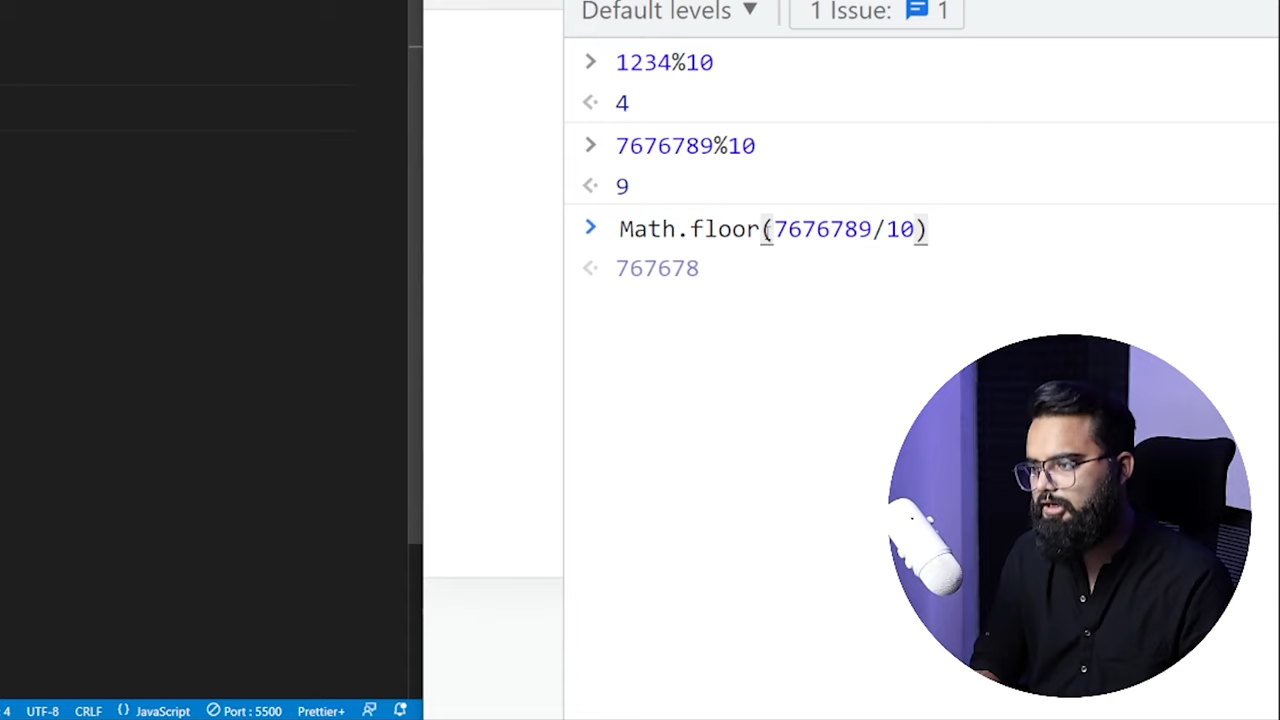 Default levels ▼ 1 Issue: 1
> 1234%10
<· 4
> 7676789%10
<· 9
> Math.floor(7676789/10)
<· 767678
4 UTF-8 CRLF {} JavaScript Port : 5500 Prettier+